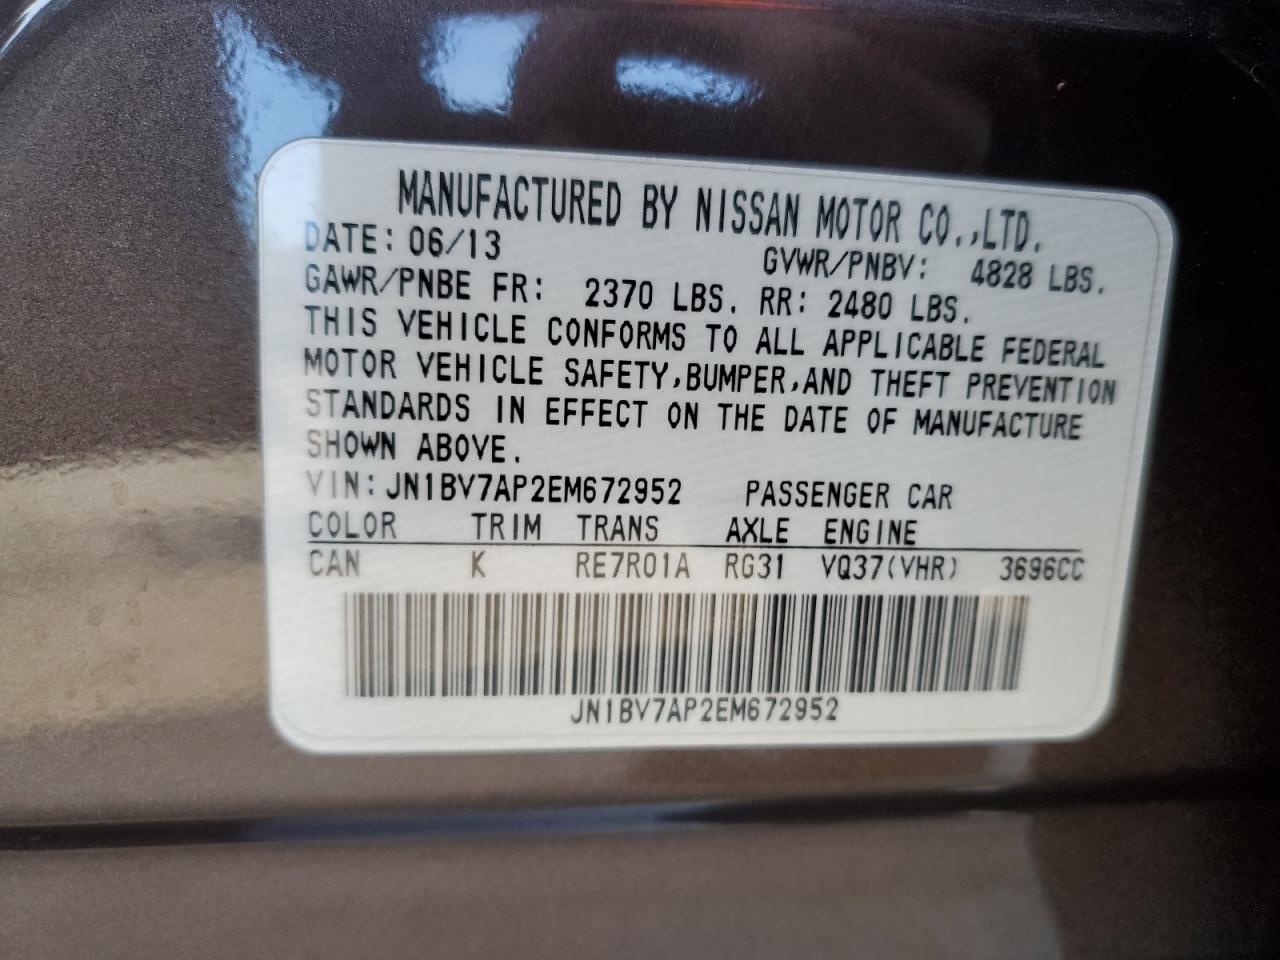 MANUFACTURED BY NISSAN MOTOR CO.,LTD.
DATE: 06/13 GVWR/PNBV: 4828 LBS.
GAWR/PNBE FR: 2370 LBS. RR: 2480 LBS.
THIS VEHICLE CONFORMS TO ALL APPLICABLE FEDERAL
MOTOR VEHICLE SAFETY,BUMPER,AND THEFT PREVENTION
STANDARDS IN EFFECT ON THE DATE OF MANUFACTURE
SHOWN ABOVE.
VIN: JN1BV7AP2EM672952 PASSENGER CAR
COLOR TRIM TRANS AXLE ENGINE
CAN K RE7R01A RG31 VQ37(VHR) 3696CC
JN1BV7AP2EM672952